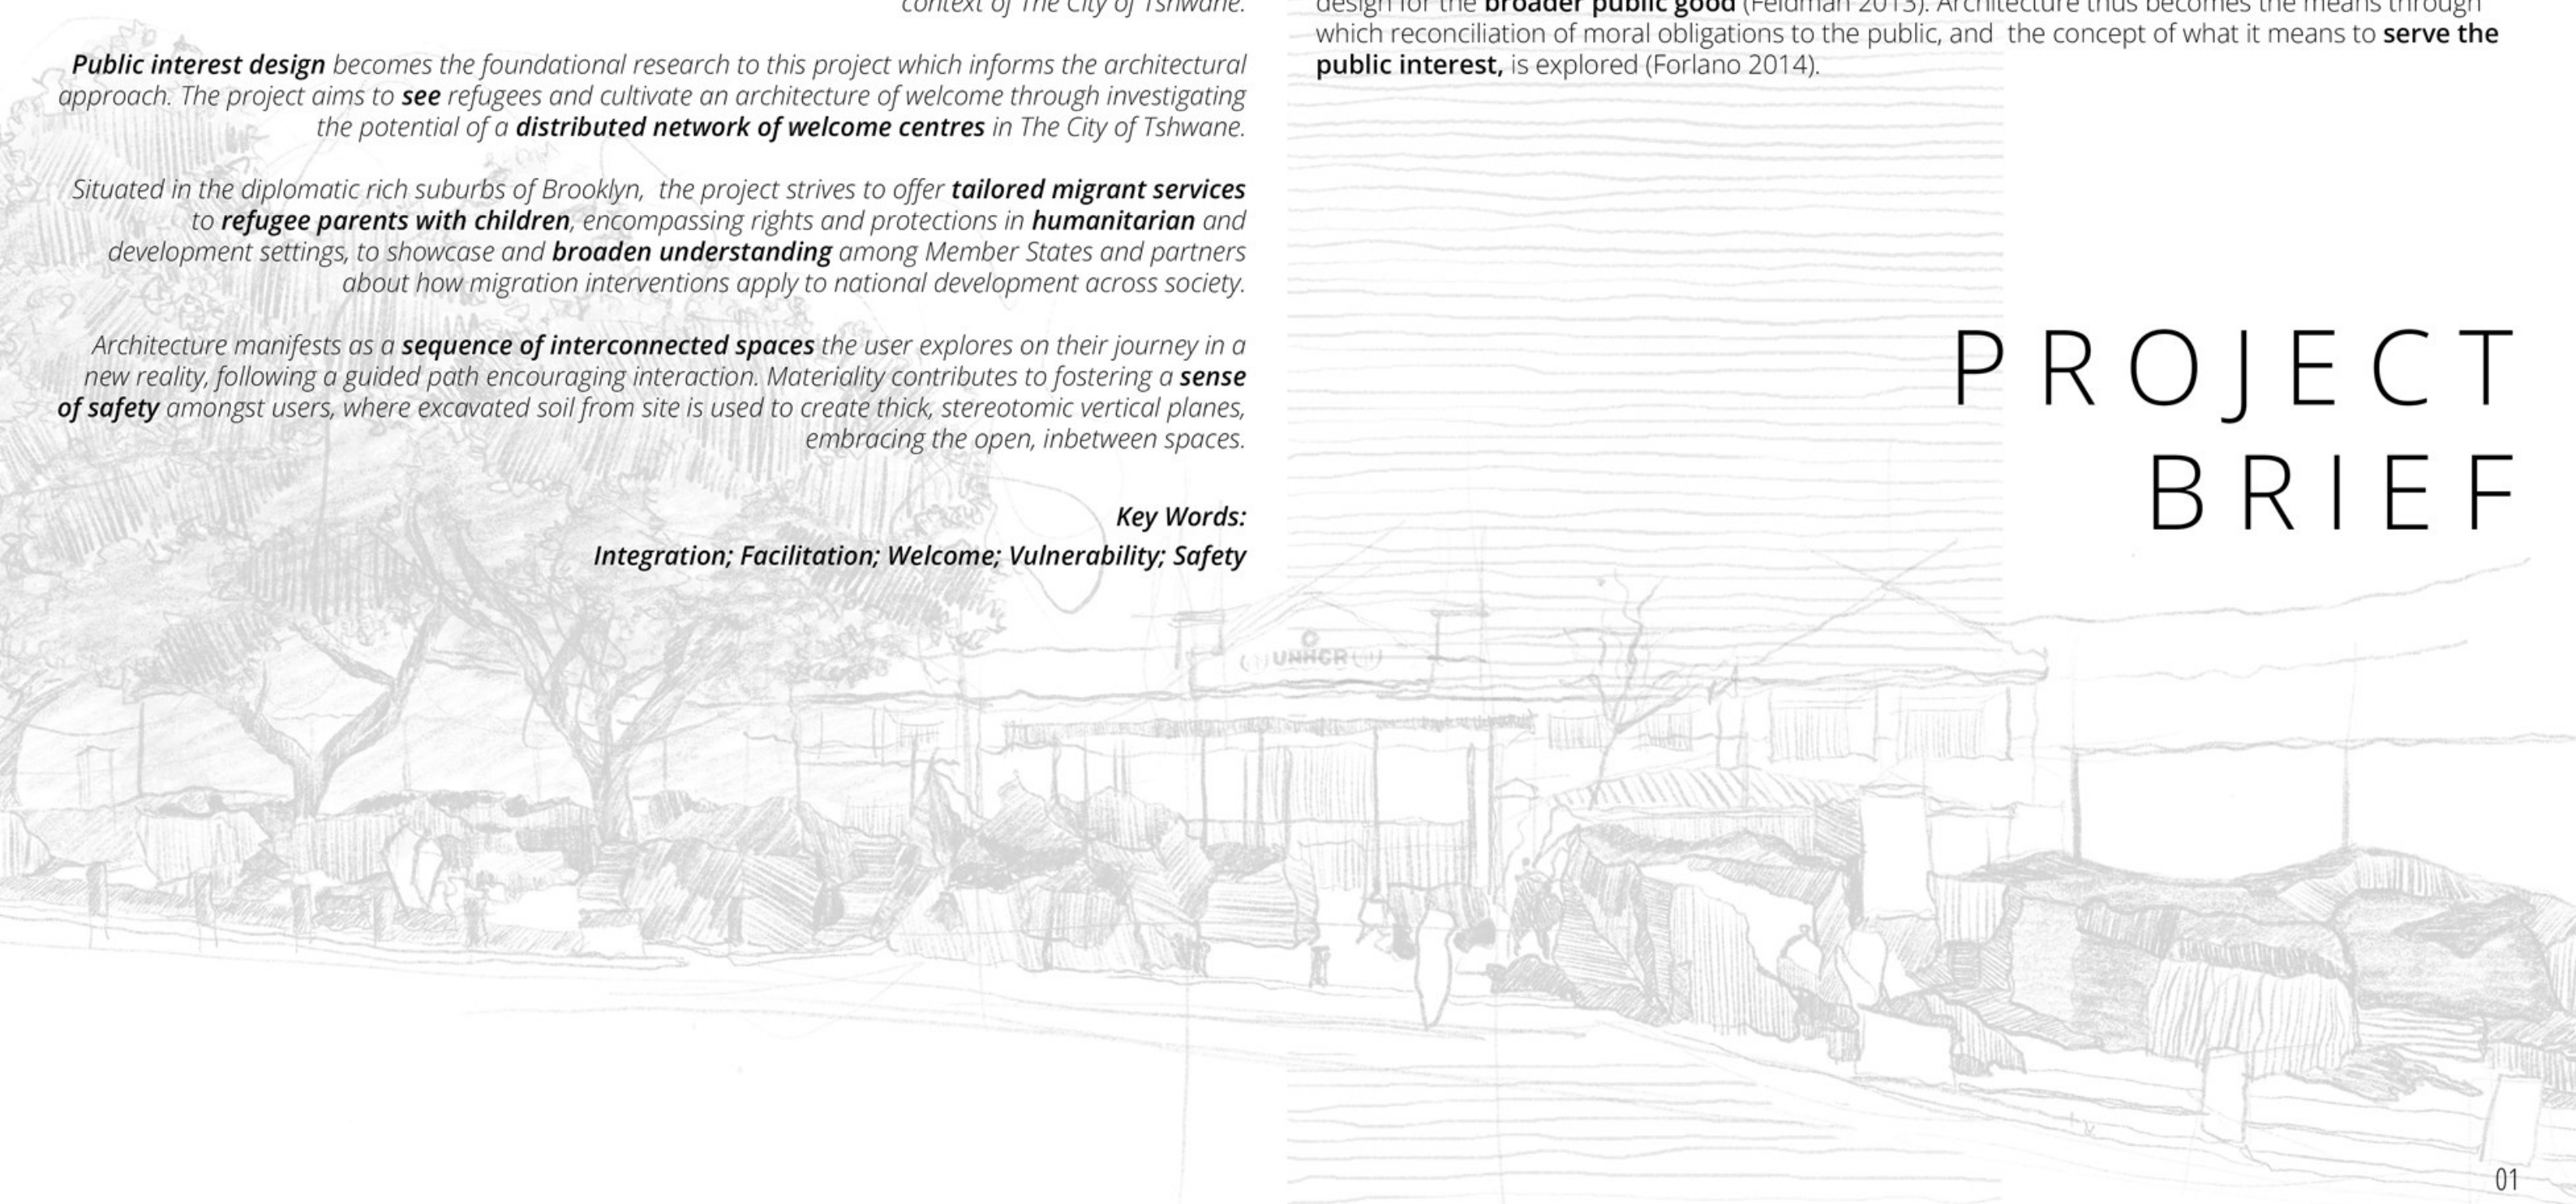 context of The City of Tshwane.
Public interest design becomes the foundational research to this project which informs the architectural
approach. The project aims to see refugees and cultivate an architecture of welcome through investigating
the potential of a distributed network of welcome centres in The City of Tshwane.
Situated in the diplomatic rich suburbs of Brooklyn, the project strives to offer tailored migrant services
to refugee parents with children, encompassing rights and protections in humanitarian and
development settings, to showcase and broaden understanding among Member States and partners
about how migration interventions apply to national development across society.
Architecture manifests as a sequence of interconnected spaces the user explores on their journey in a
new reality, following a guided path encouraging interaction. Materiality contributes to fostering a sense
of safety amongst users, where excavated soil from site is used to create thick, stereotomic vertical planes,
embracing the open, inbetween spaces.
Key Words:
Integration; Facilitation; Welcome; Vulnerability; Safety
design for the broader public good (Feldman 2013). Architecture thus becomes the means through
which reconciliation of moral obligations to the public, and the concept of what it means to serve the
public interest, is explored (Forlano 2014).
PROJECT
BRIEF
UNHCR
01